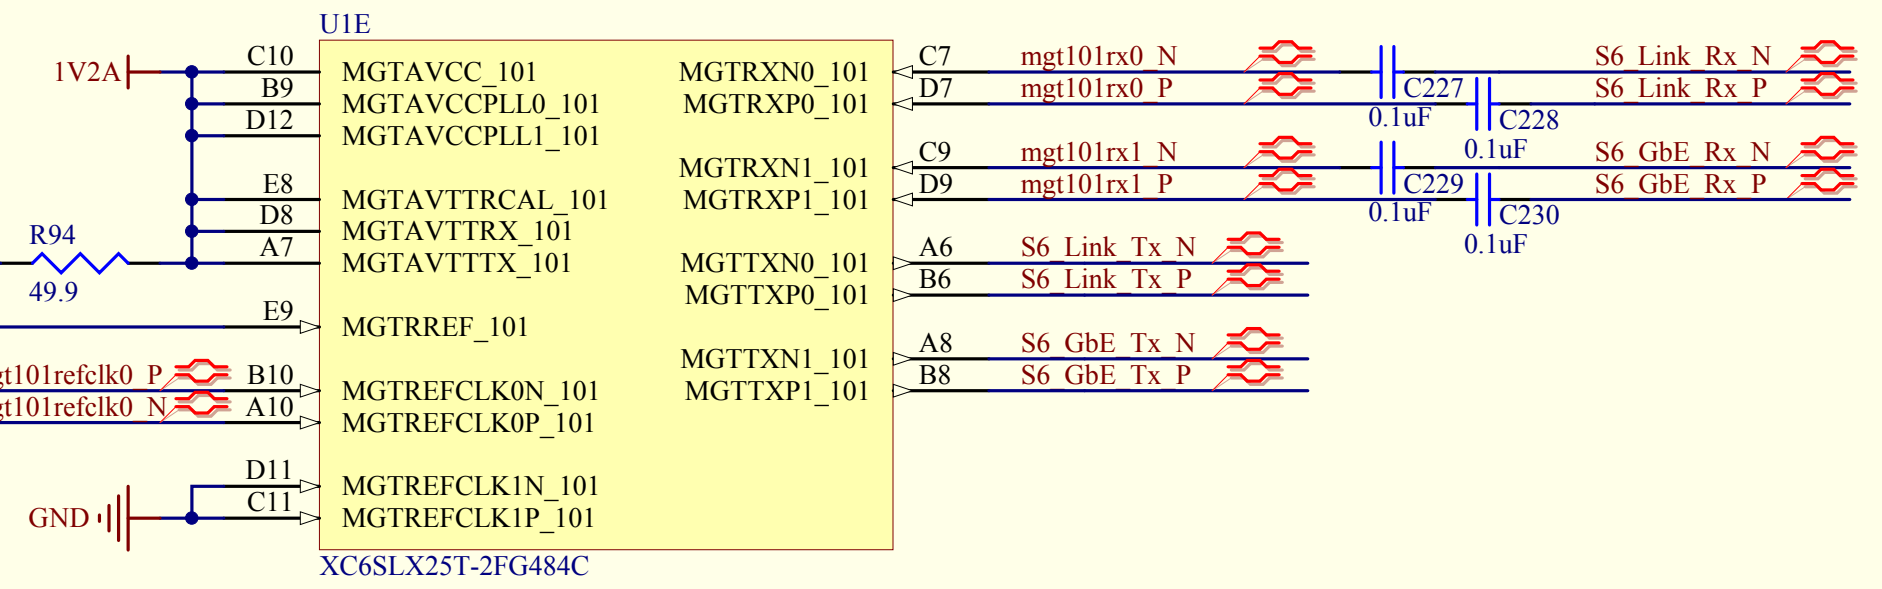 U1E
1V2A
C10 MGTAVCC_101
B9 MGTAVCCPLL0_101
D12 MGTAVCCPLL1_101
E8 MGTAVTTRCAL_101
D8 MGTAVTTRX_101
R94
A7 MGTAVTTTX_101
49.9
E9 MGTRREF_101
gt101refclk0_P B10 MGTREFCLK0N_101
gt101refclk0_N A10 MGTREFCLK0P_101
D11 MGTREFCLK1N_101
GND C11 MGTREFCLK1P_101
MGTRXN0_101 C7 mgt101rx0_N S6_Link_Rx_N
MGTRXP0_101 D7 mgt101rx0_P S6_Link_Rx_P
C227
0.1uF
C228
0.1uF
MGTRXN1_101 C9 mgt101rx1_N S6_GbE_Rx_N
MGTRXP1_101 D9 mgt101rx1_P S6_GbE_Rx_P
C229
0.1uF
C230
0.1uF
MGTTXN0_101 A6 S6_Link_Tx_N
MGTTXP0_101 B6 S6_Link_Tx_P
MGTTXN1_101 A8 S6_GbE_Tx_N
MGTTXP1_101 B8 S6_GbE_Tx_P
XC6SLX25T-2FG484C